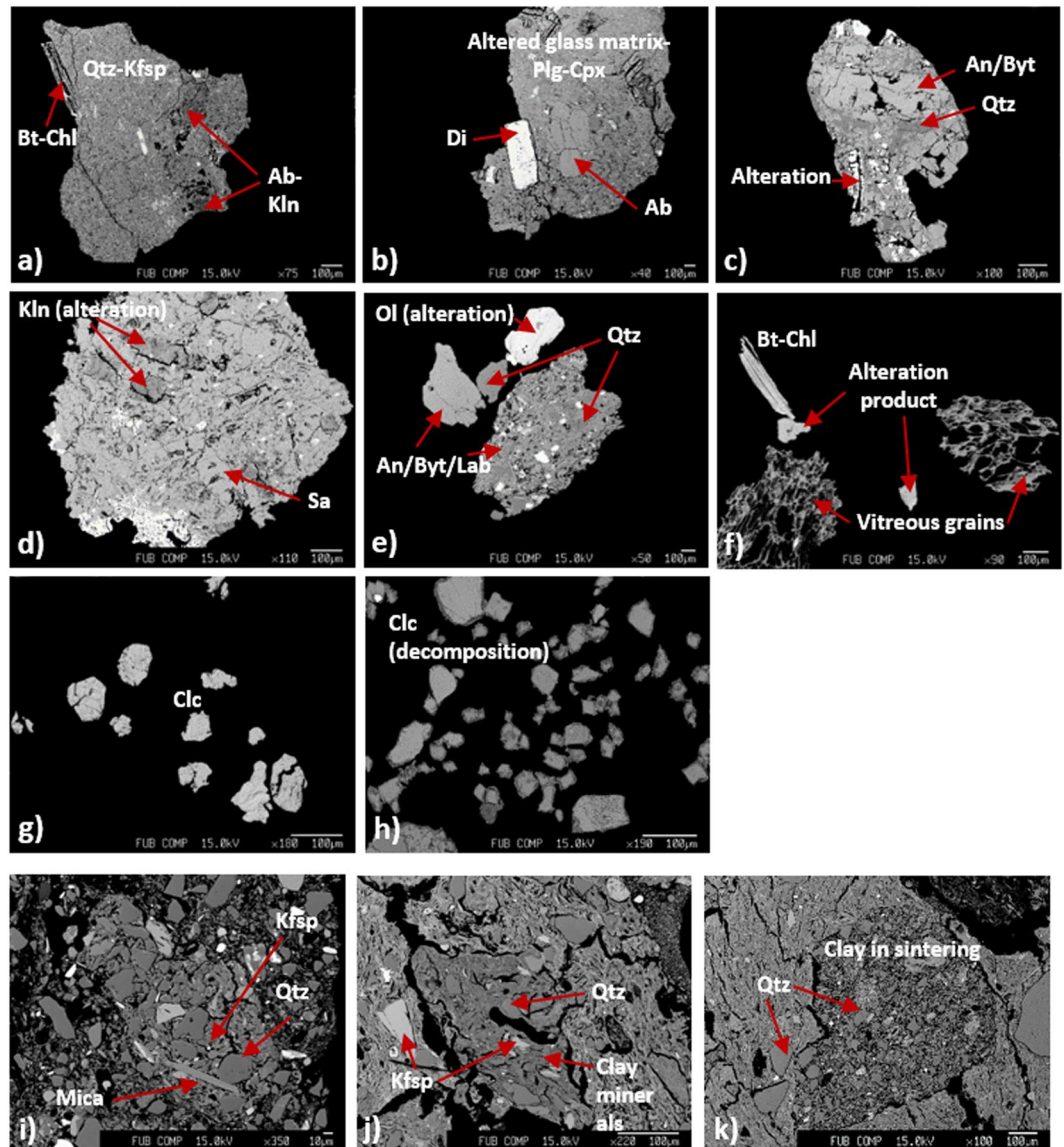 Qtz-Kfsp
Bt-Chl
Ab-
Kln
a)
FUB COMP 15.0kV ×75 100µm
Altered glass matrix-
Plg-Cpx
Di
Ab
b)
FUB COMP 15.0kV ×40 100µm
An/Byt
Qtz
Alteration
c)
FUB COMP 15.0kV ×100 100µm
Kln (alteration)
Sa
d)
FUB COMP 15.0kV ×110 100µm
Ol (alteration)
Qtz
An/Byt/Lab
e)
FUB COMP 15.0kV ×50 100µm
Bt-Chl
Alteration
product
Vitreous grains
f)
FUB COMP 15.0kV ×90 100µm
Clc
g)
FUB COMP 15.0kV ×180 100µm
Clc
(decomposition)
h)
FUB COMP 15.0kV ×190 100µm
Kfsp
Qtz
Mica
i)
FUB COMP 15.0kV ×350 10µm
Qtz
Kfsp
Clay
miner
als
j)
FUB COMP 15.0kV ×220 100µm
Clay in sintering
Qtz
k)
FUB COMP 15.0kV ×100 100µm